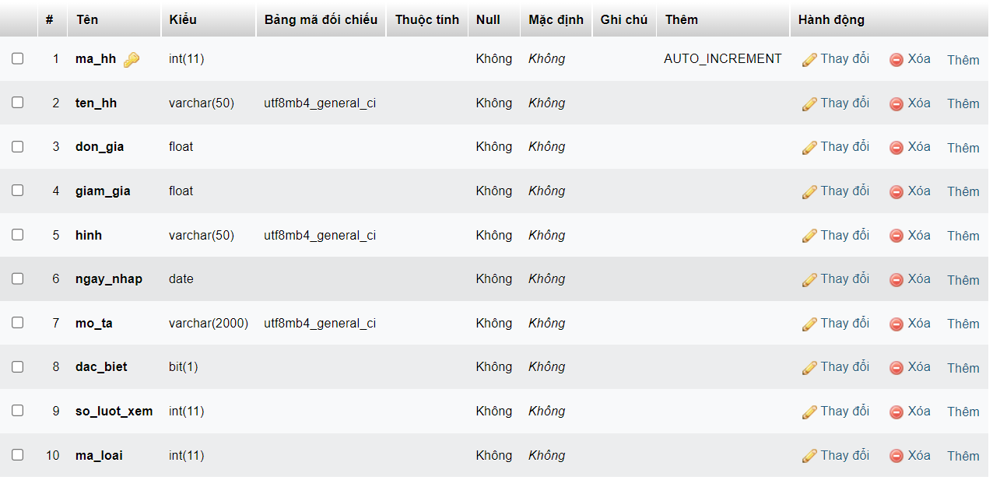 # Tên Kiểu Bảng mã đối chiếu Thuộc tính Null Mặc định Ghi chú Thêm Hành động
1 ma_hh int(11) Không Không AUTO_INCREMENT Thay đổi Xóa Thêm
2 ten_hh varchar(50) utf8mb4_general_ci Không Không Thay đổi Xóa Thêm
3 don_gia float Không Không Thay đổi Xóa Thêm
4 giam_gia float Không Không Thay đổi Xóa Thêm
5 hinh varchar(50) utf8mb4_general_ci Không Không Thay đổi Xóa Thêm
6 ngay_nhap date Không Không Thay đổi Xóa Thêm
7 mo_ta varchar(2000) utf8mb4_general_ci Không Không Thay đổi Xóa Thêm
8 dac_biet bit(1) Không Không Thay đổi Xóa Thêm
9 so_luot_xem int(11) Không Không Thay đổi Xóa Thêm
10 ma_loai int(11) Không Không Thay đổi Xóa Thêm